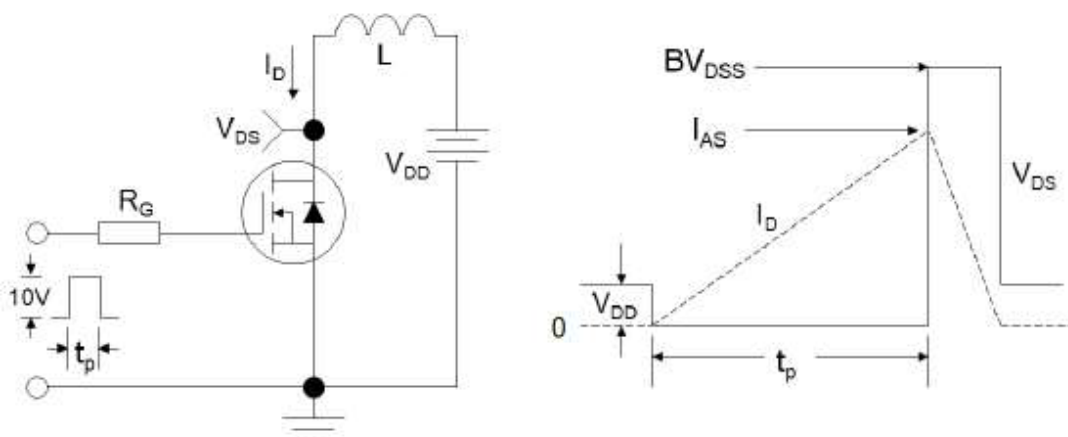 L
I_D
V_DS
V_DD
R_G
10V
t_p
BV_DSS
I_AS
V_DS
I_D
V_DD
0
t_p